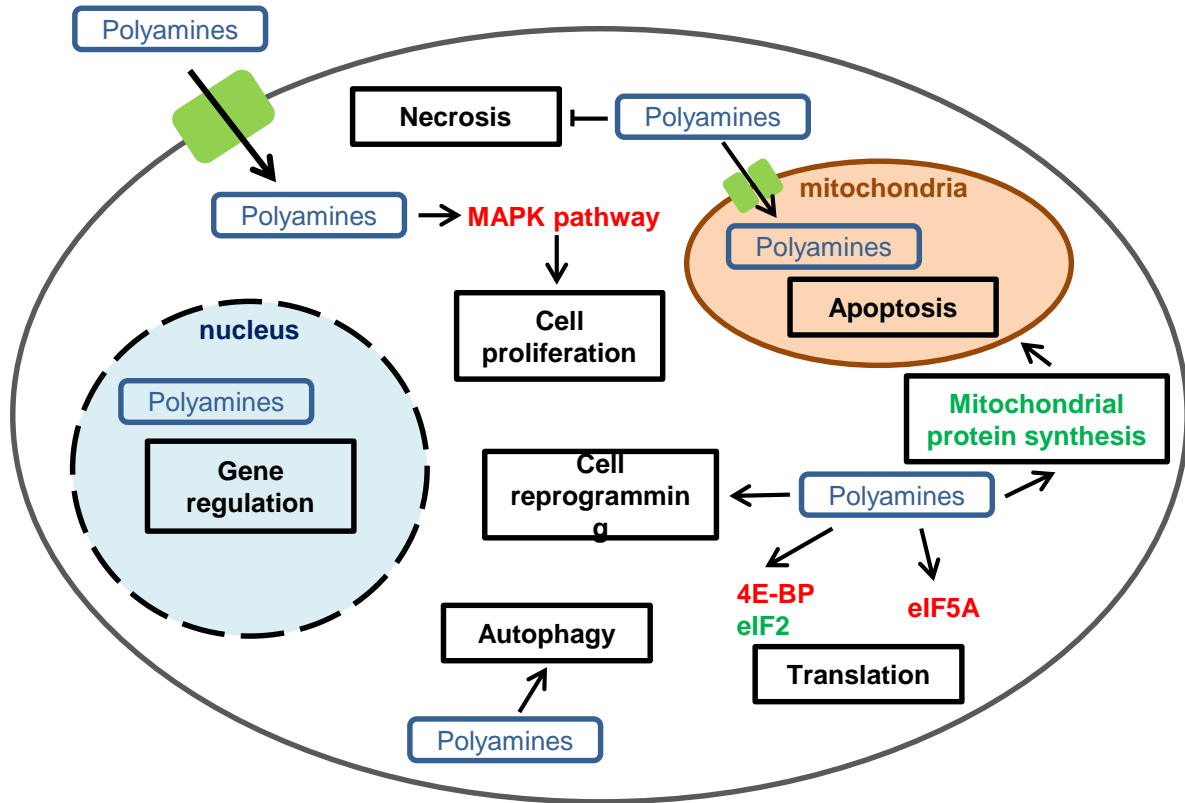 Polyamines
Necrosis
Polyamines
mitochondria
Polyamines
MAPK pathway
Polyamines
Apoptosis
Cell
proliferation
nucleus
Polyamines
Gene
regulation
Mitochondrial
protein synthesis
Cell
reprogrammin
g
Polyamines
4E-BP
eIF2
eIF5A
Translation
Autophagy
Polyamines